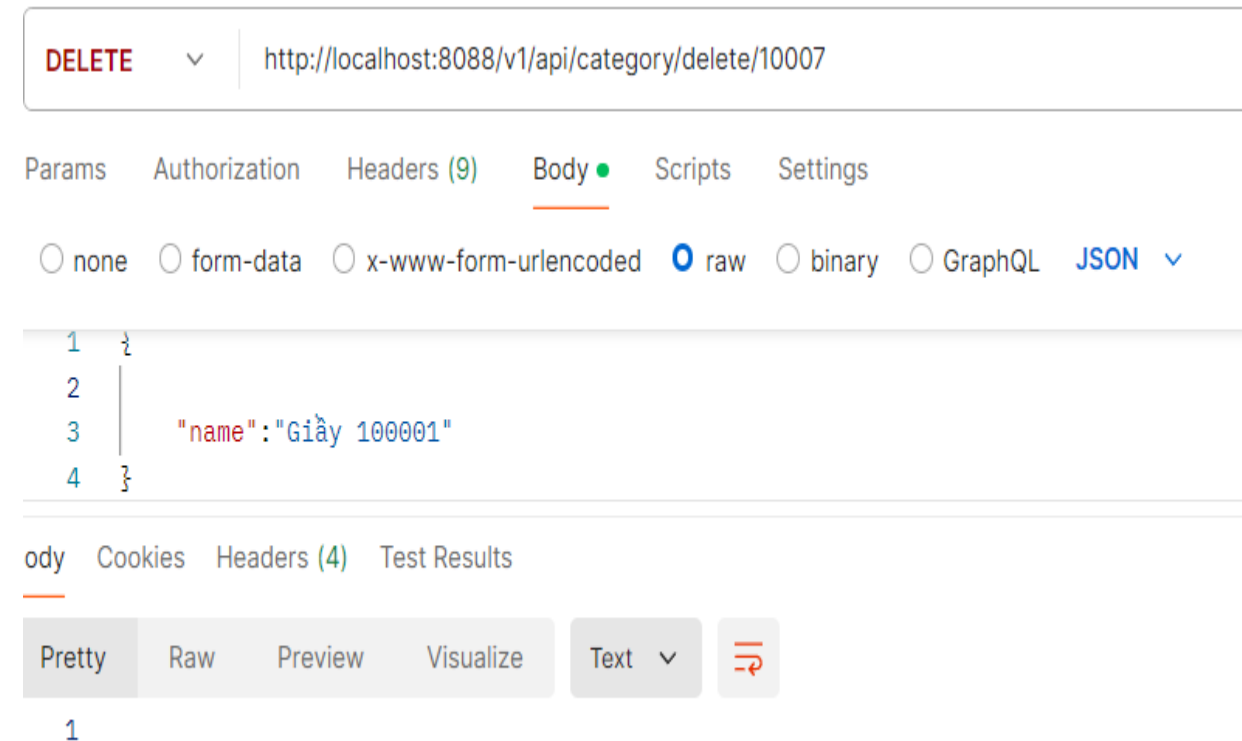 DELETE http://localhost:8088/v1/api/category/delete/10007
Params Authorization Headers (9) Body Scripts Settings
none form-data x-www-form-urlencoded raw binary GraphQL JSON
1 {
2
3 "name":"Giầy 100001"
4 }
ody Cookies Headers (4) Test Results
Pretty Raw Preview Visualize Text
1